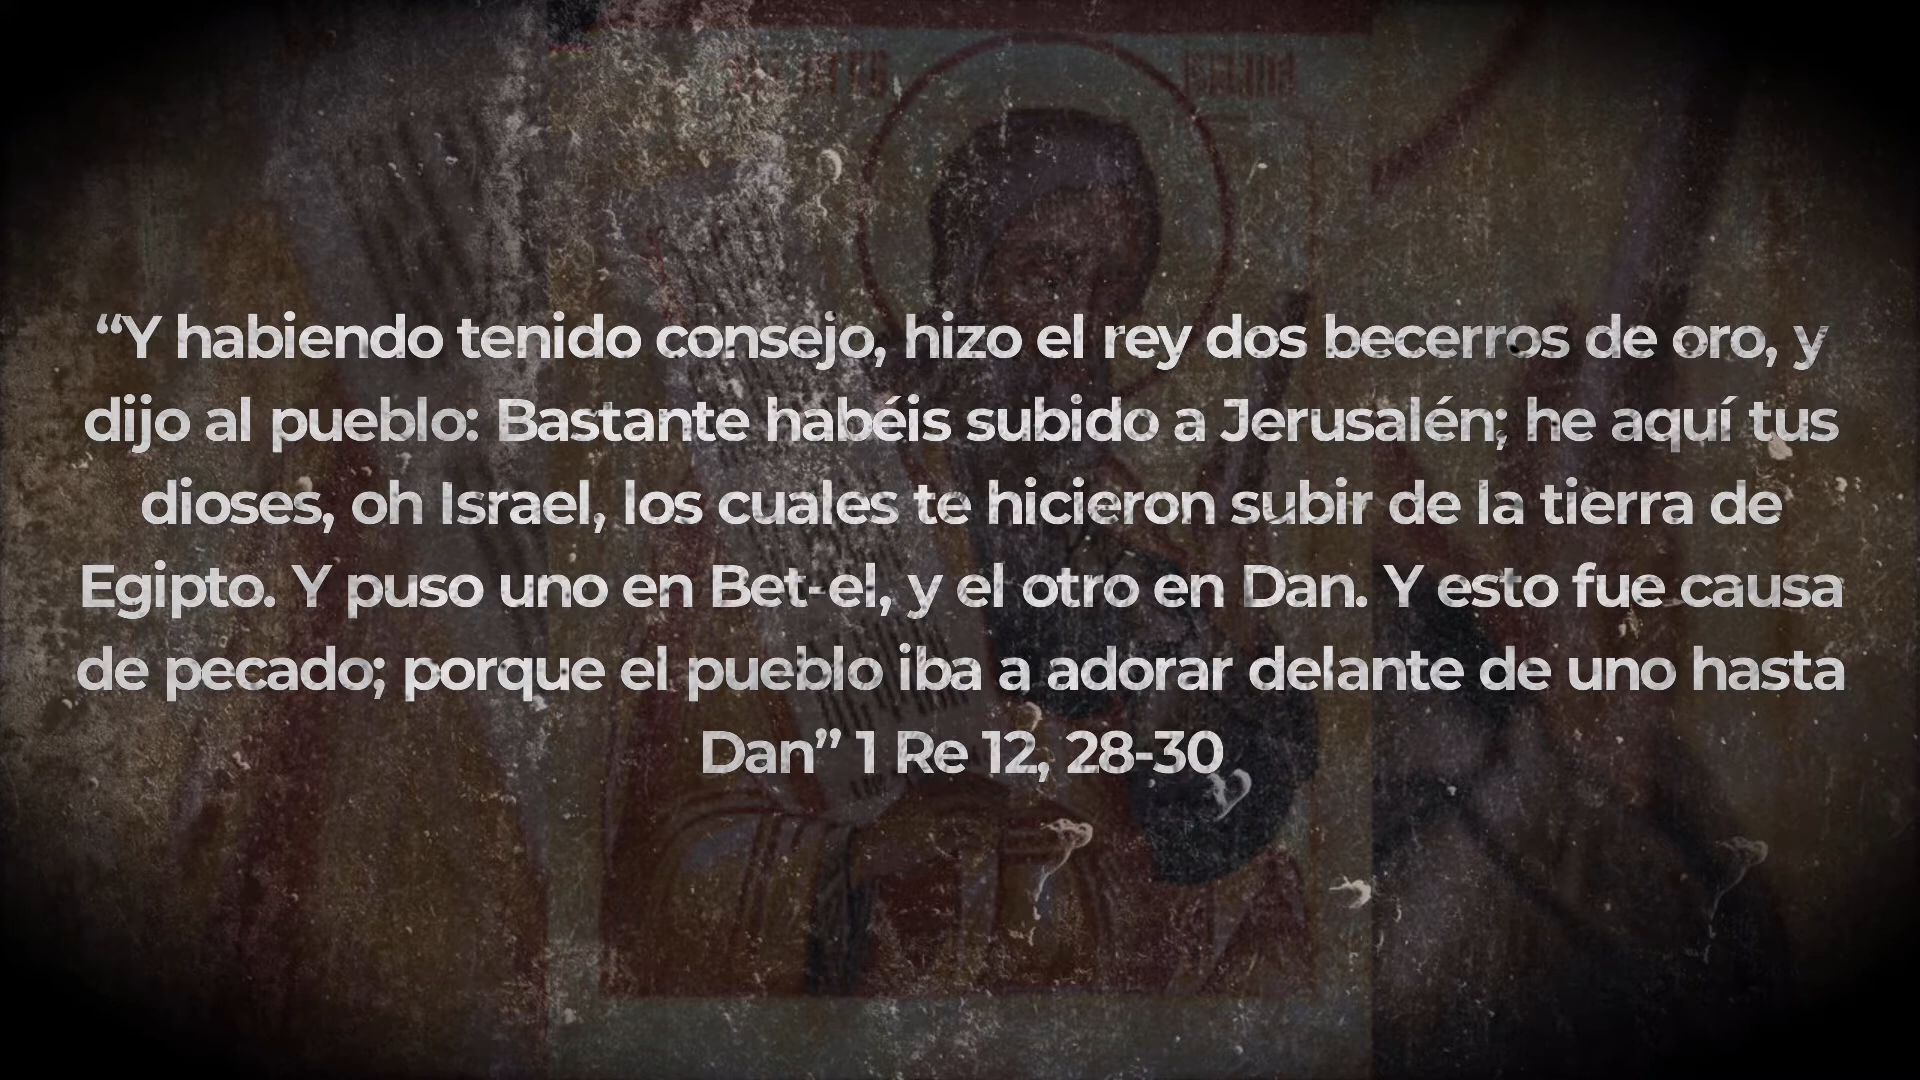 “Y habiendo tenido consejo, hizo el rey dos becerros de oro, y
dijo al pueblo: Bastante habéis subido a Jerusalén; he aquí tus
dioses, oh Israel, los cuales te hicieron subir de la tierra de
Egipto. Y puso uno en Bet-el, y el otro en Dan. Y esto fue causa
de pecado; porque el pueblo iba a adorar delante de uno hasta
Dan” 1 Re 12, 28-30